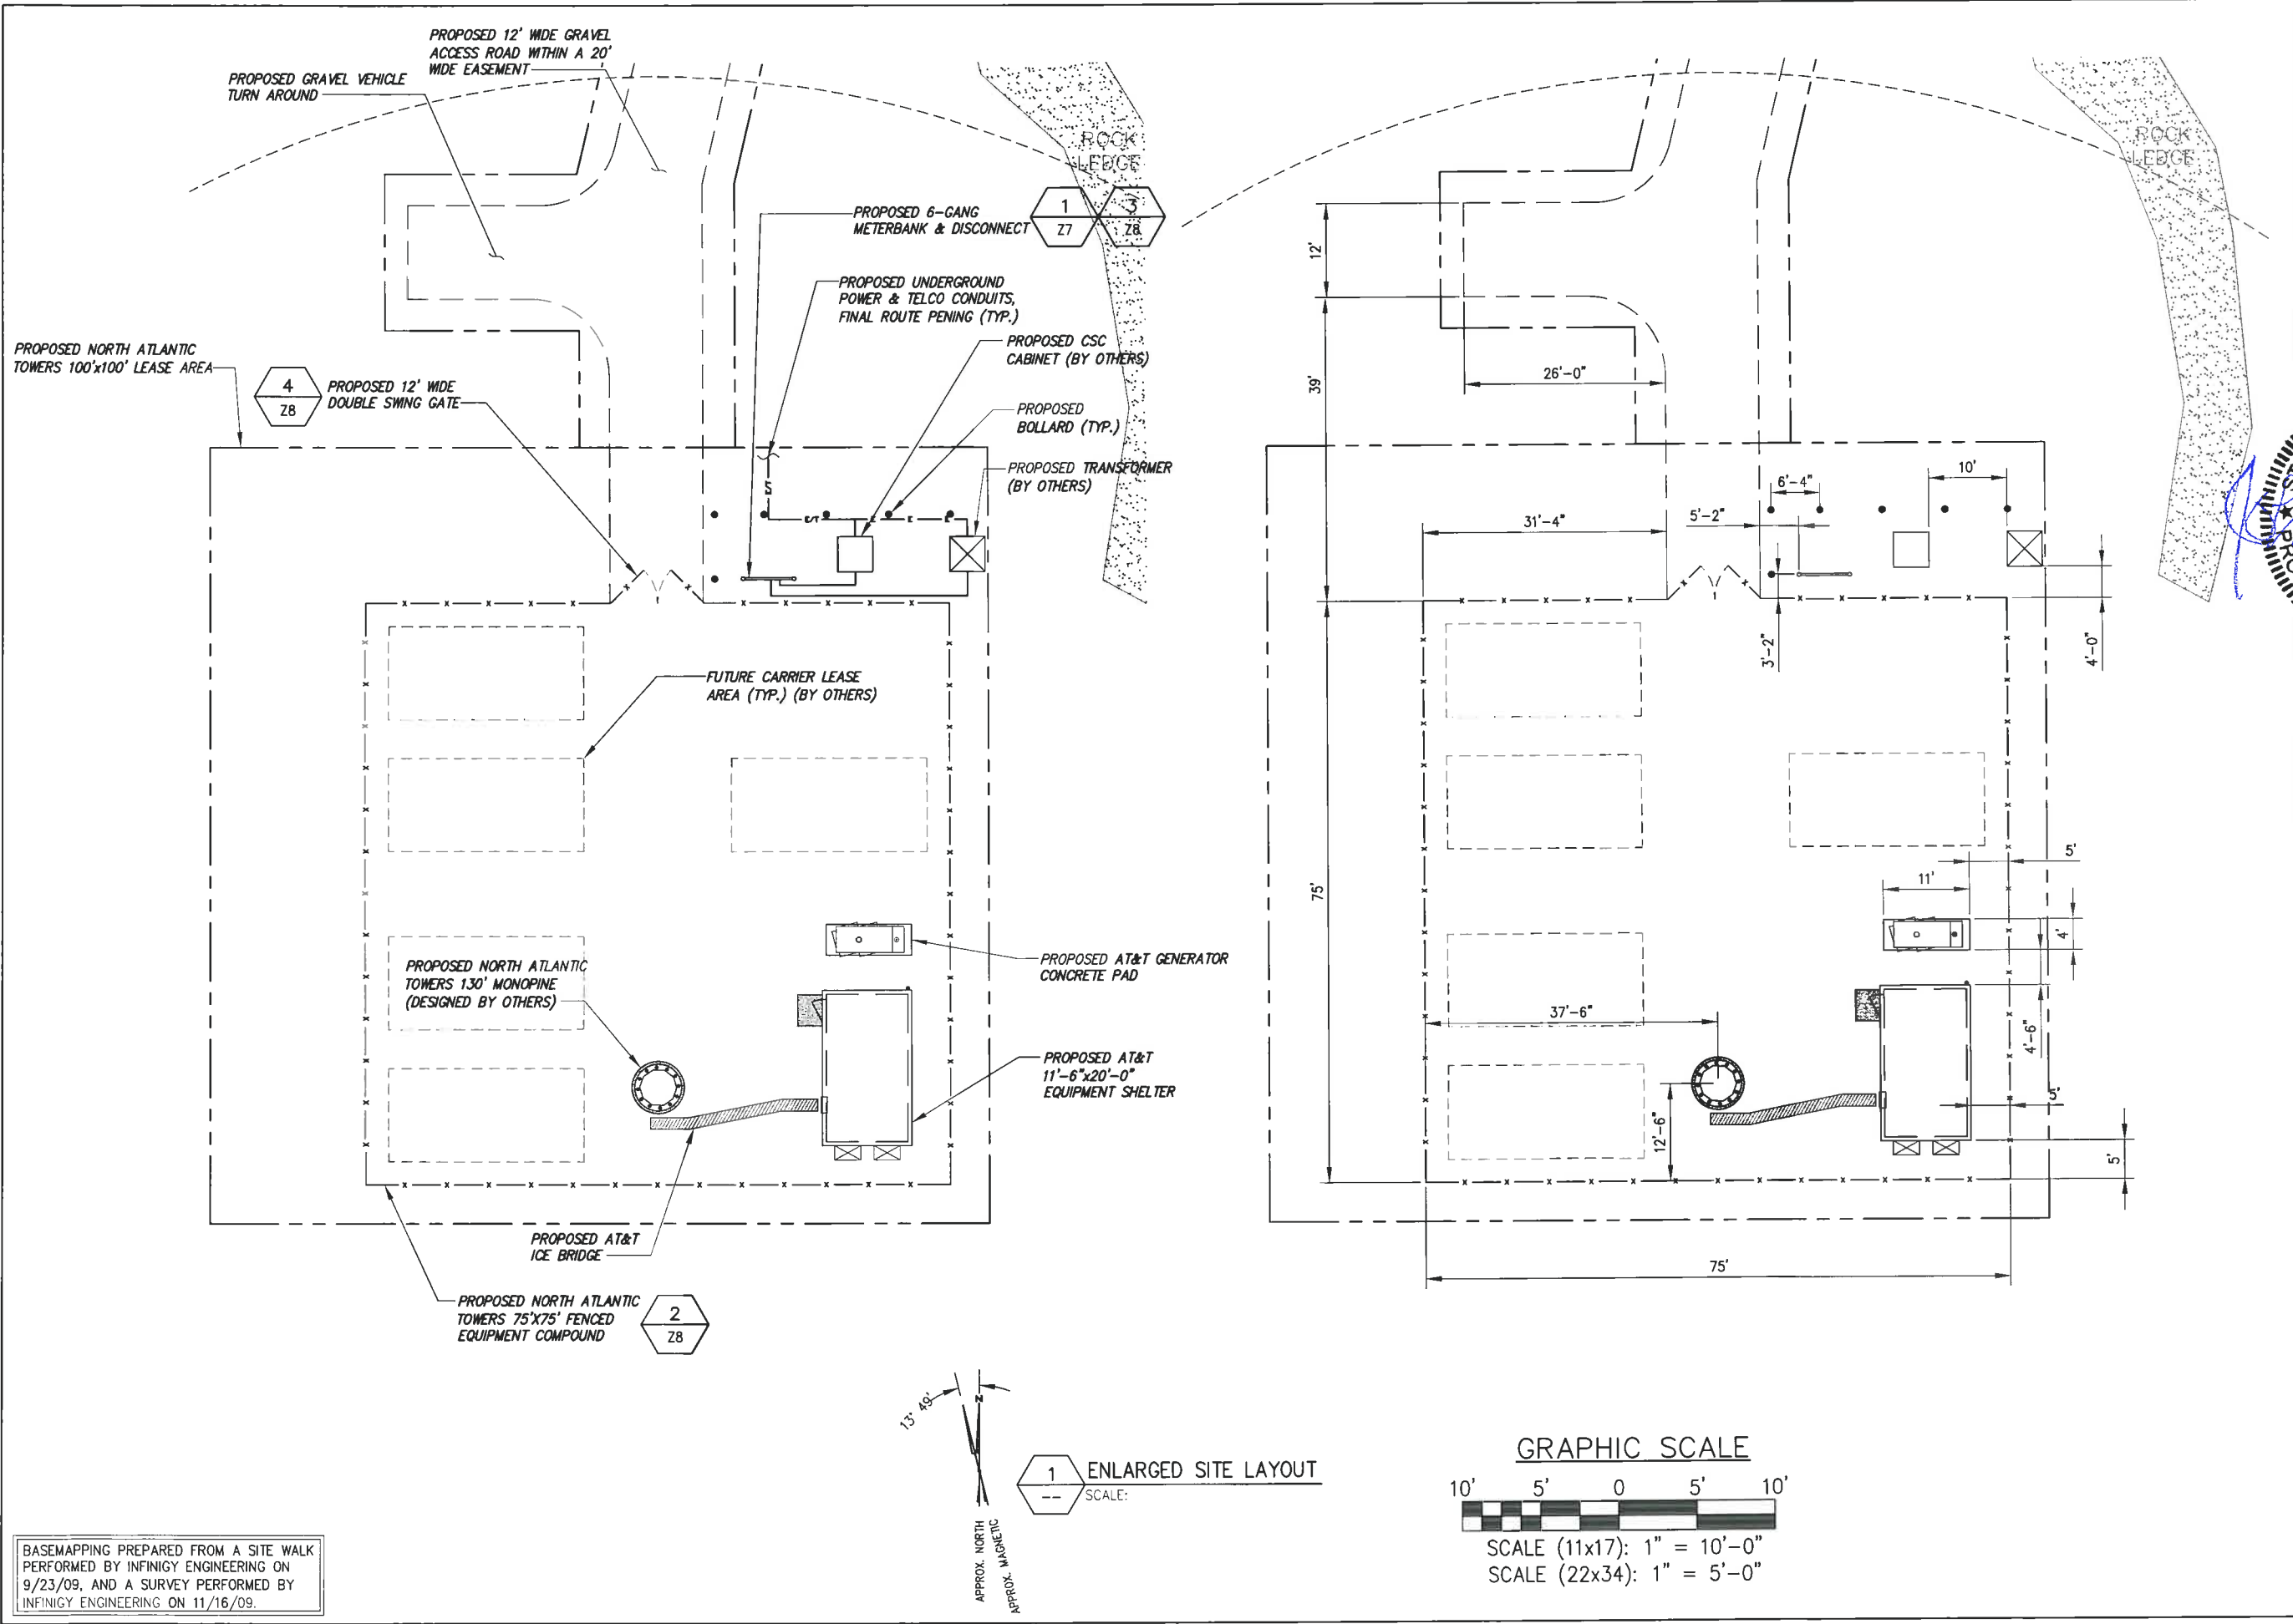 PROPOSED 12' WIDE GRAVEL
ACCESS ROAD WITHIN A 20'
WIDE EASEMENT
PROPOSED GRAVEL VEHICLE
TURN AROUND
ROCK
LEDGE
PROPOSED 6-GANG
METERBANK & DISCONNECT
1
Z7
3
Z8
PROPOSED UNDERGROUND
POWER & TELCO CONDUITS,
FINAL ROUTE PENING (TYP.)
PROPOSED CSC
CABINET (BY OTHERS)
PROPOSED NORTH ATLANTIC
TOWERS 100'x100' LEASE AREA
4
Z8
PROPOSED 12' WIDE
DOUBLE SWING GATE
PROPOSED
BOLLARD (TYP.)
PROPOSED TRANSFORMER
(BY OTHERS)
E/T
E
E
E
FUTURE CARRIER LEASE
AREA (TYP.) (BY OTHERS)
PROPOSED NORTH ATLANTIC
TOWERS 130' MONOPINE
(DESIGNED BY OTHERS)
PROPOSED AT&T GENERATOR
CONCRETE PAD
PROPOSED AT&T
11'-6"x20'-0"
EQUIPMENT SHELTER
PROPOSED AT&T
ICE BRIDGE
PROPOSED NORTH ATLANTIC
TOWERS 75'X75' FENCED
EQUIPMENT COMPOUND
2
Z8
ROCK
LEDGE
12'
39'
26'-0"
31'-4"
5'-2"
6'-4"
10'
3'-2"
4'-0"
75'
5'
11'
4'
37'-6"
4'-6"
12'-6"
5'
5'
75'
13° 49'
N
APPROX. NORTH
APPROX. MAGNETIC
1
--
ENLARGED SITE LAYOUT
SCALE:
GRAPHIC SCALE
10' 5' 0 5' 10'
SCALE (11x17): 1" = 10'-0"
SCALE (22x34): 1" = 5'-0"
BASEMAPPING PREPARED FROM A SITE WALK
PERFORMED BY INFINIGY ENGINEERING ON
9/23/09, AND A SURVEY PERFORMED BY
INFINIGY ENGINEERING ON 11/16/09.